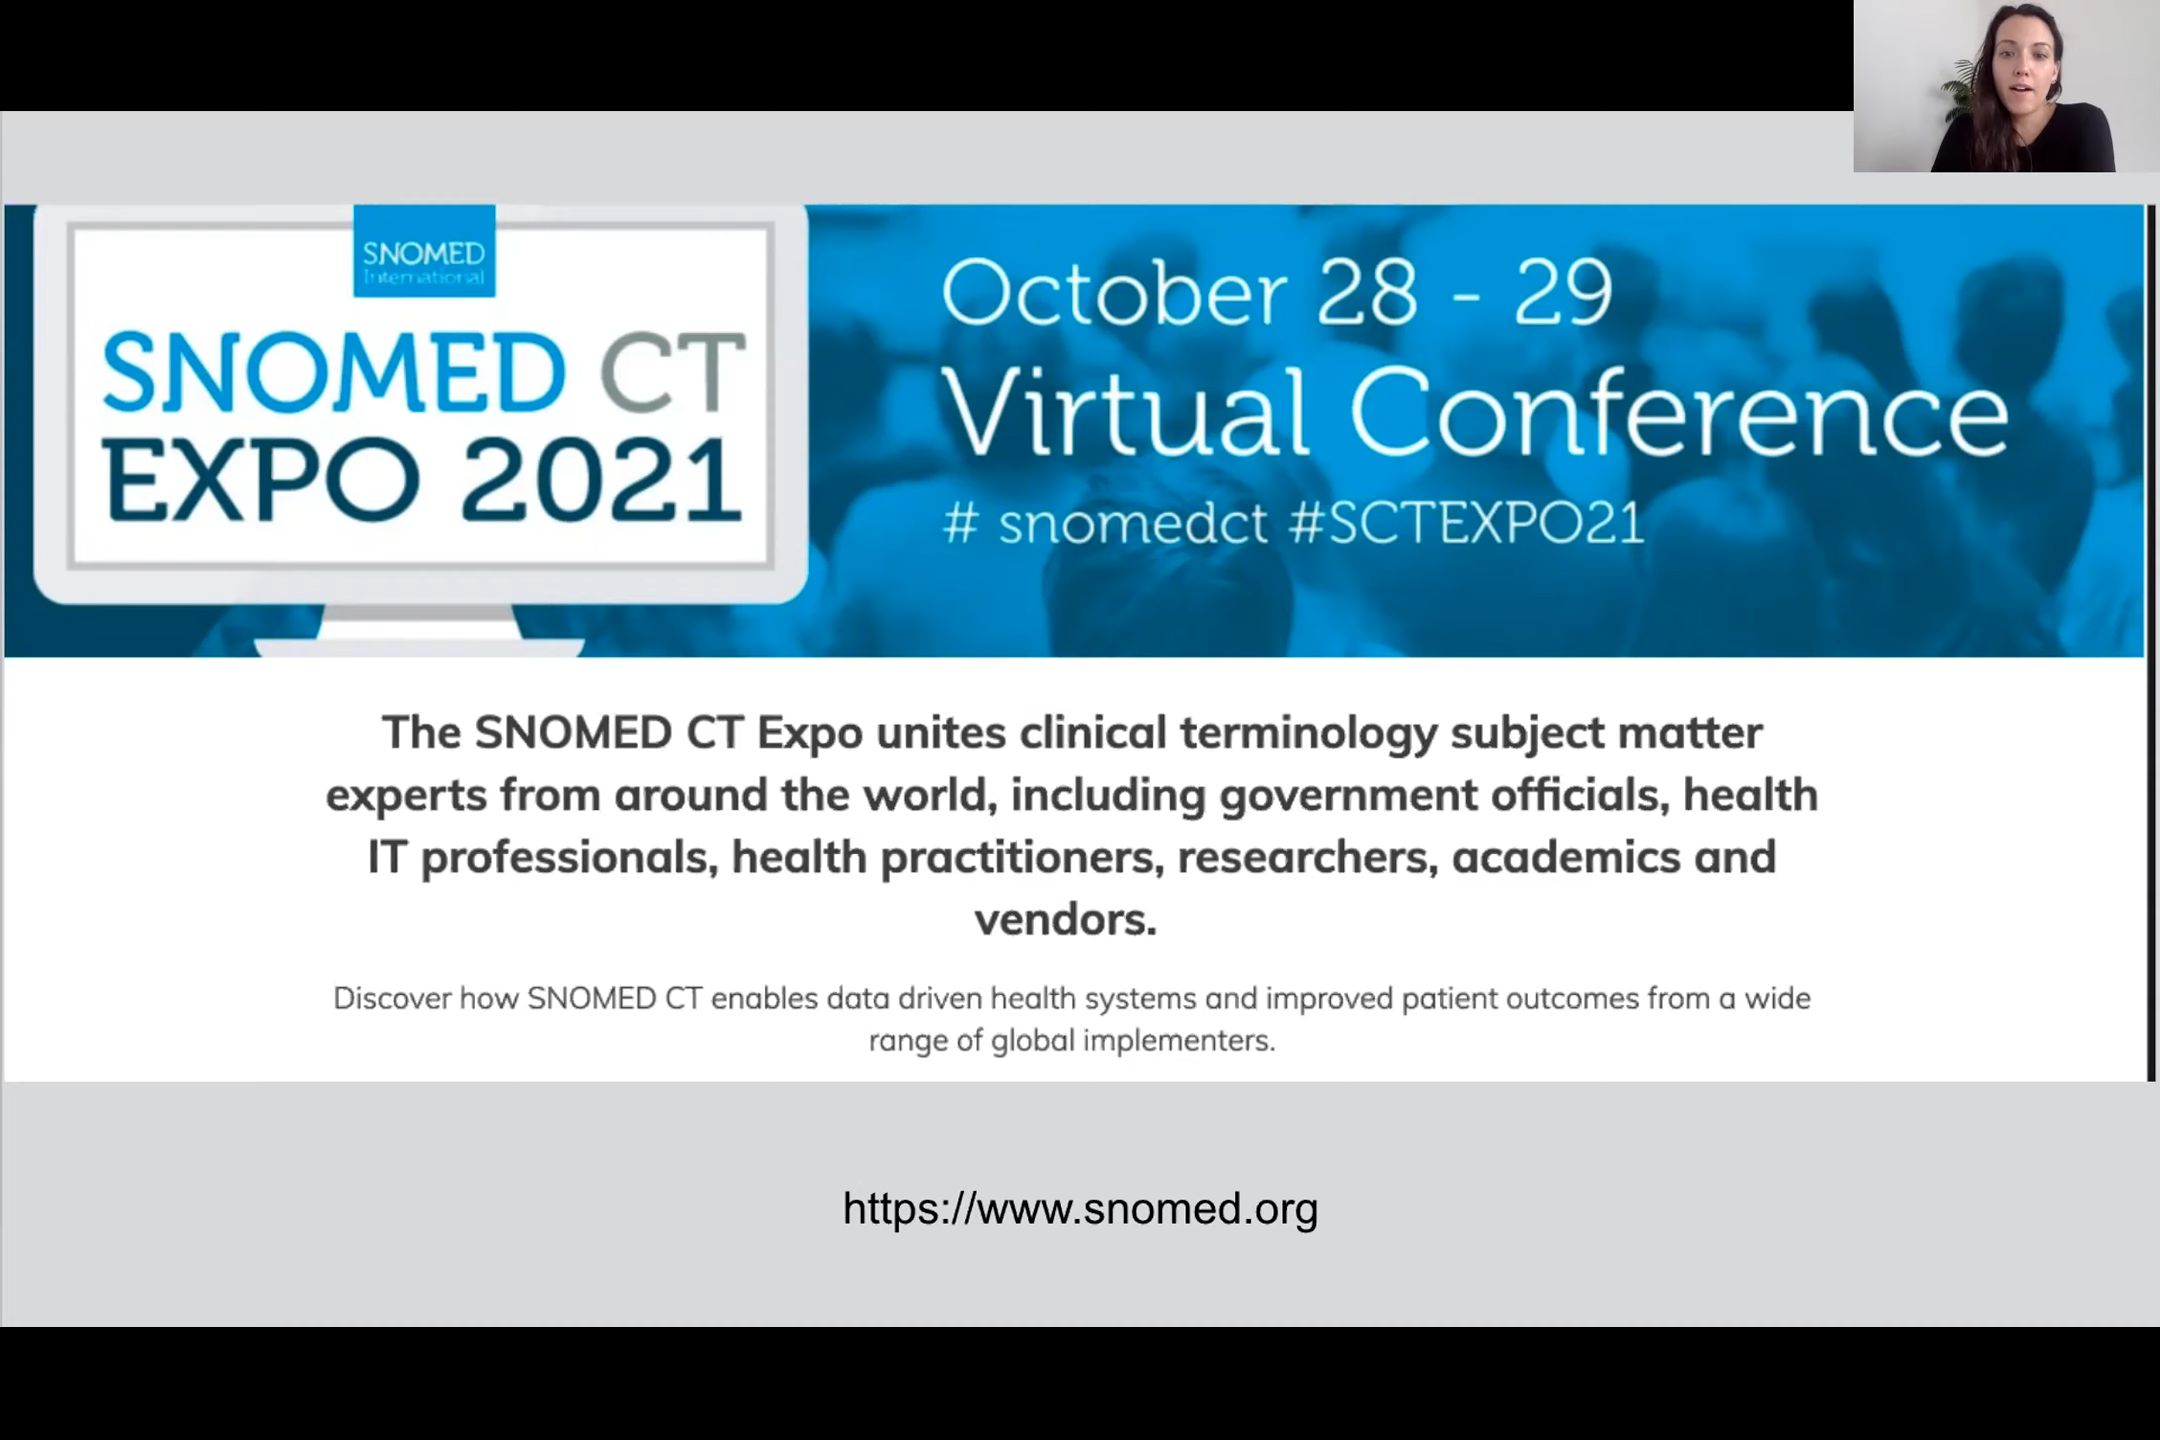 SNOMED
International
SNOMED CT
EXPO 2021
October 28 - 29
Virtual Conference
# snomedct #SCTEXPO21
The SNOMED CT Expo unites clinical terminology subject matter
experts from around the world, including government officials, health
IT professionals, health practitioners, researchers, academics and
vendors.
Discover how SNOMED CT enables data driven health systems and improved patient outcomes from a wide
range of global implementers.
https://www.snomed.org